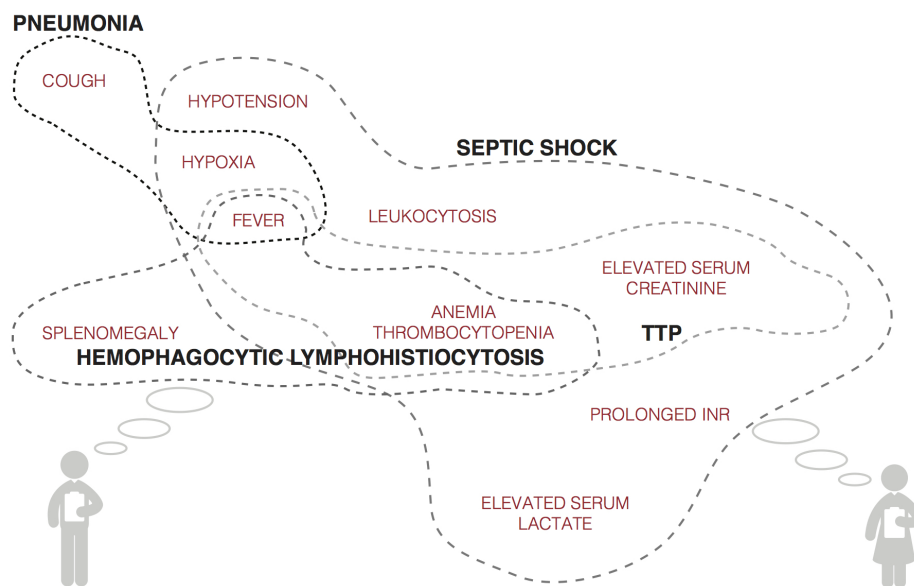 PNEUMONIA
COUGH
HYPOTENSION
SEPTIC SHOCK
HYPOXIA
FEVER
LEUKOCYTOSIS
ELEVATED SERUM
CREATININE
ANEMIA
THROMBOCYTOPENIA
SPLENOMEGALY
TTP
HEMOPHAGOCYTIC LYMPHOHISTIOCYTOSIS
PROLONGED INR
ELEVATED SERUM
LACTATE